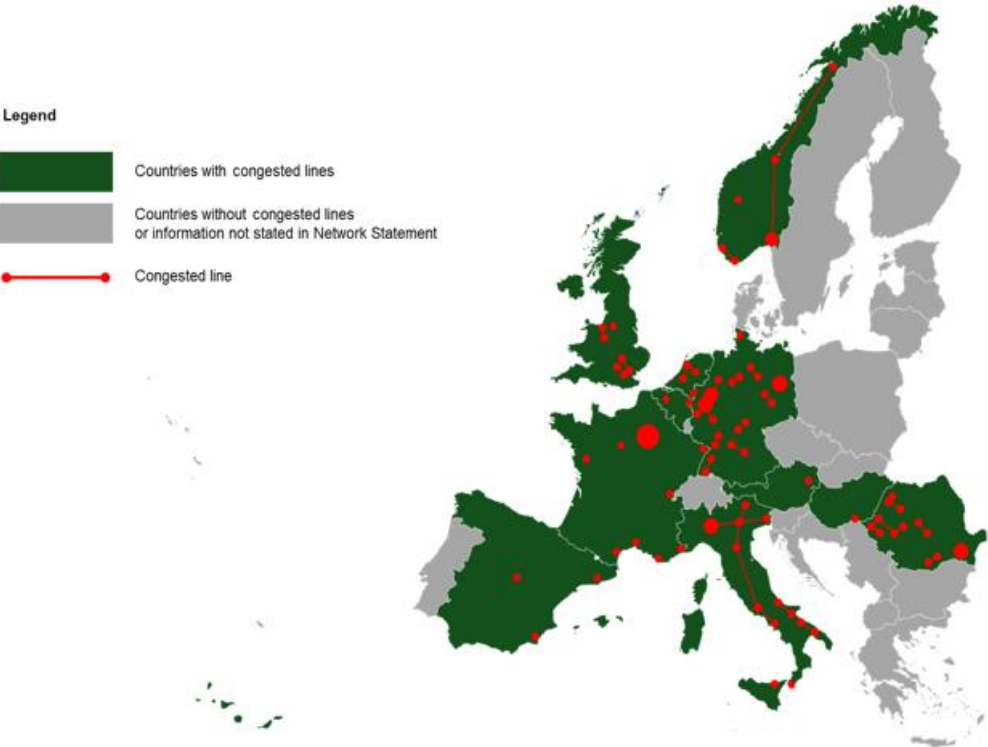 Legend
Countries with congested lines
Countries without congested lines
or information not stated in Network Statement
Congested line